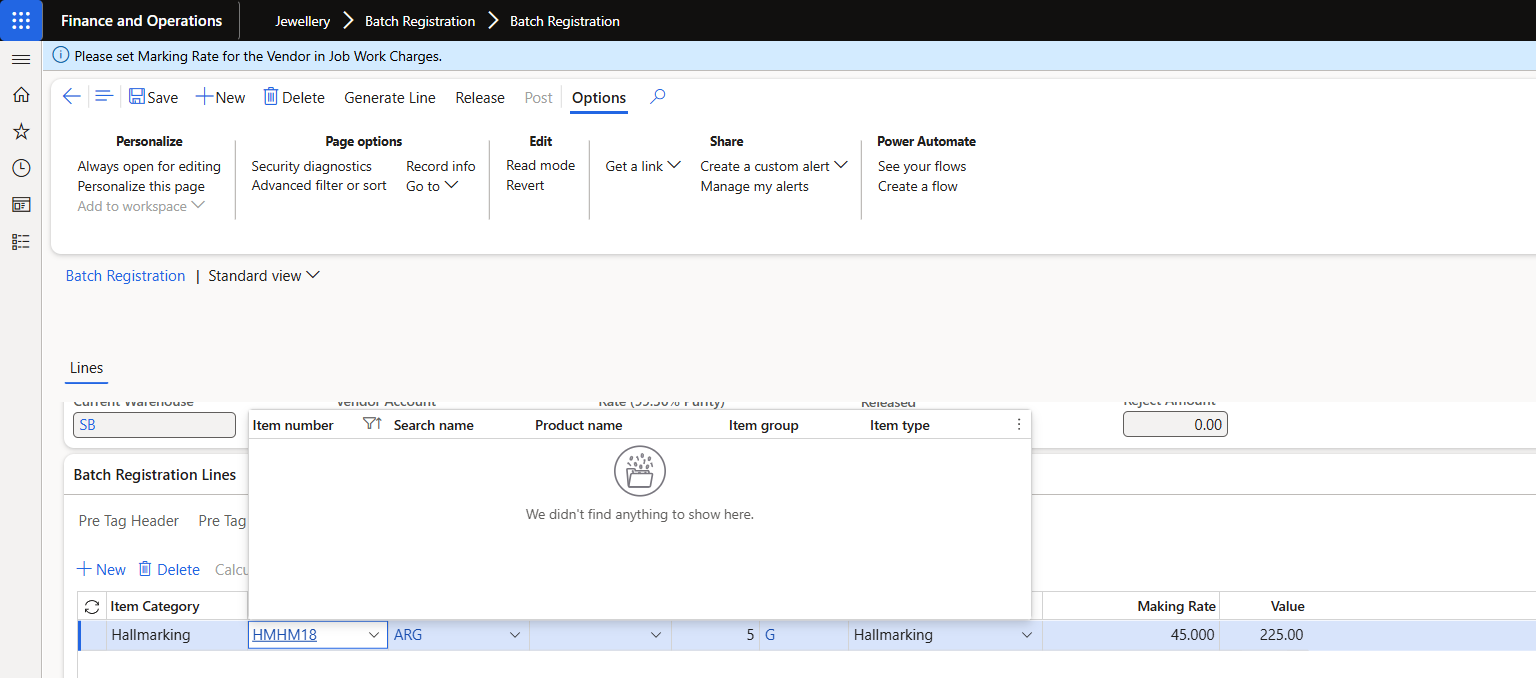 Finance and Operations Jewellery Batch Registration Batch Registration
Please set Marking Rate for the Vendor in Job Work Charges.
Save New Delete Generate Line Release Post Options
Personalize Page options Edit Share Power Automate
Always open for editing Security diagnostics Record info Read mode Get a link Create a custom alert See your flows
Personalize this page Advanced filter or sort Go to Revert Manage my alerts Create a flow
Add to workspace
Batch Registration | Standard view
Lines
Current Warehouse Vendor Account Released Reject Amount
SB 0.00
Item number Search name Product name Item group Item type
We didn't find anything to show here.
Batch Registration Lines
Pre Tag Header Pre Tag
New Delete Calcu
Item Category Making Rate Value
Hallmarking HMHM18 ARG 5 G Hallmarking 45.000 225.00